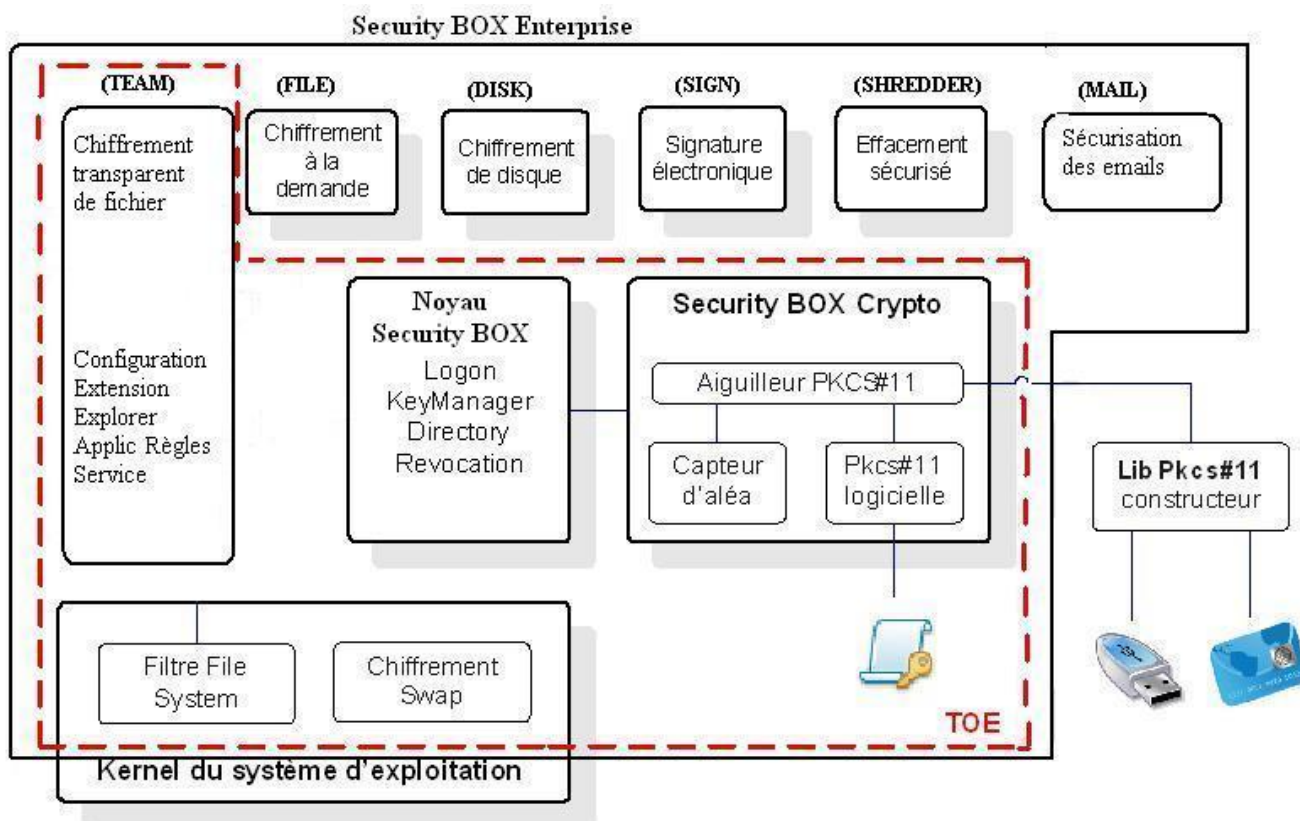 Security BOX Enterprise
(TEAM)
(FILE)
(DISK)
(SIGN)
(SHREDDER)
(MAIL)
Chiffrement
transparent
de fichier
Chiffrement
à la
demande
Chiffrement
de disque
Signature
électronique
Effacement
sécurisé
Sécurisation
des emails
Configuration
Extension
Explorer
Applic Règles
Service
Noyau
Security BOX
Logon
KeyManager
Directory
Revocation
Security BOX Crypto
Aiguilleur PKCS#11
Capteur
d'aléa
Pkcs#11
logicielle
Lib Pkcs#11
constructeur
Filtre File
System
Chiffrement
Swap
TOE
Kernel du système d'exploitation